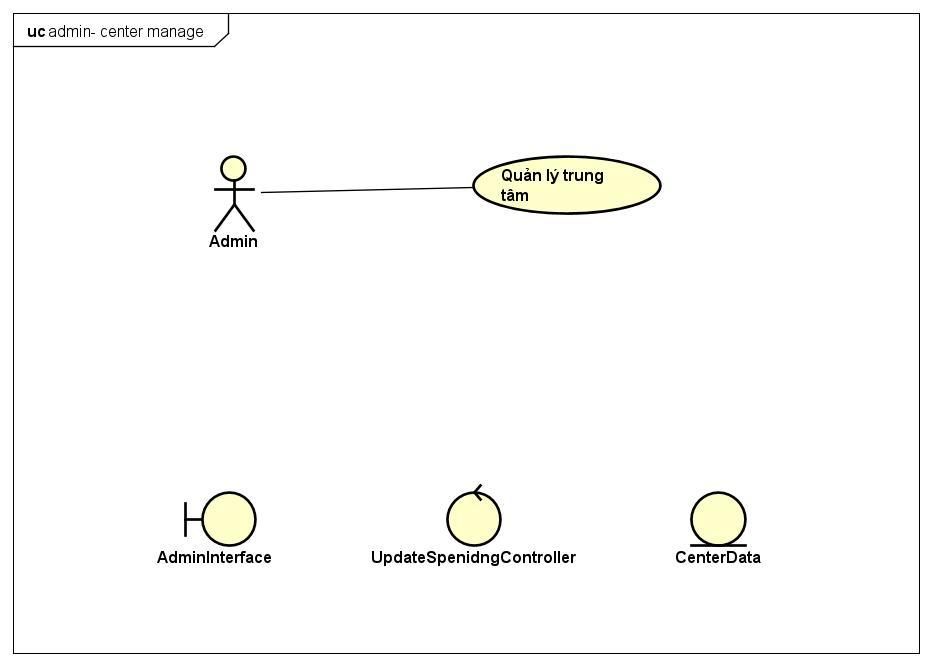 uc admin- center manage
Quản lý trung
tâm
Admin
AdminInterface
UpdateSpenidngController
CenterData